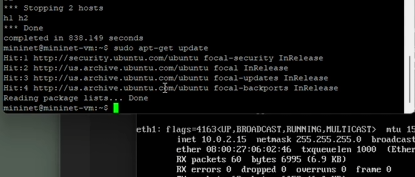 *** Stopping 2 hosts
h1 h2
*** Done
completed in 838.149 seconds
mininet@mininet-vm:~$ sudo apt-get update
Hit:1 http://security.ubuntu.com/ubuntu focal-security InRelease
Hit:2 http://us.archive.ubuntu.com/ubuntu focal InRelease
Hit:3 http://us.archive.ubuntu.com/ubuntu focal-updates InRelease
Hit:4 http://us.archive.ubuntu.com/ubuntu focal-backports InRelease
Reading package lists... Done
mininet@mininet-vm:~$
eth1: flags=4163<UP,BROADCAST,RUNNING,MULTICAST> mtu 15
inet 10.0.2.15 netmask 255.255.255.0 broadcast
ether 08:00:27:06:02:46 txqueuelen 1000 (Ether
RX packets 60 bytes 6995 (6.9 KB)
RX errors 0 dropped 0 overruns 0 frame 0